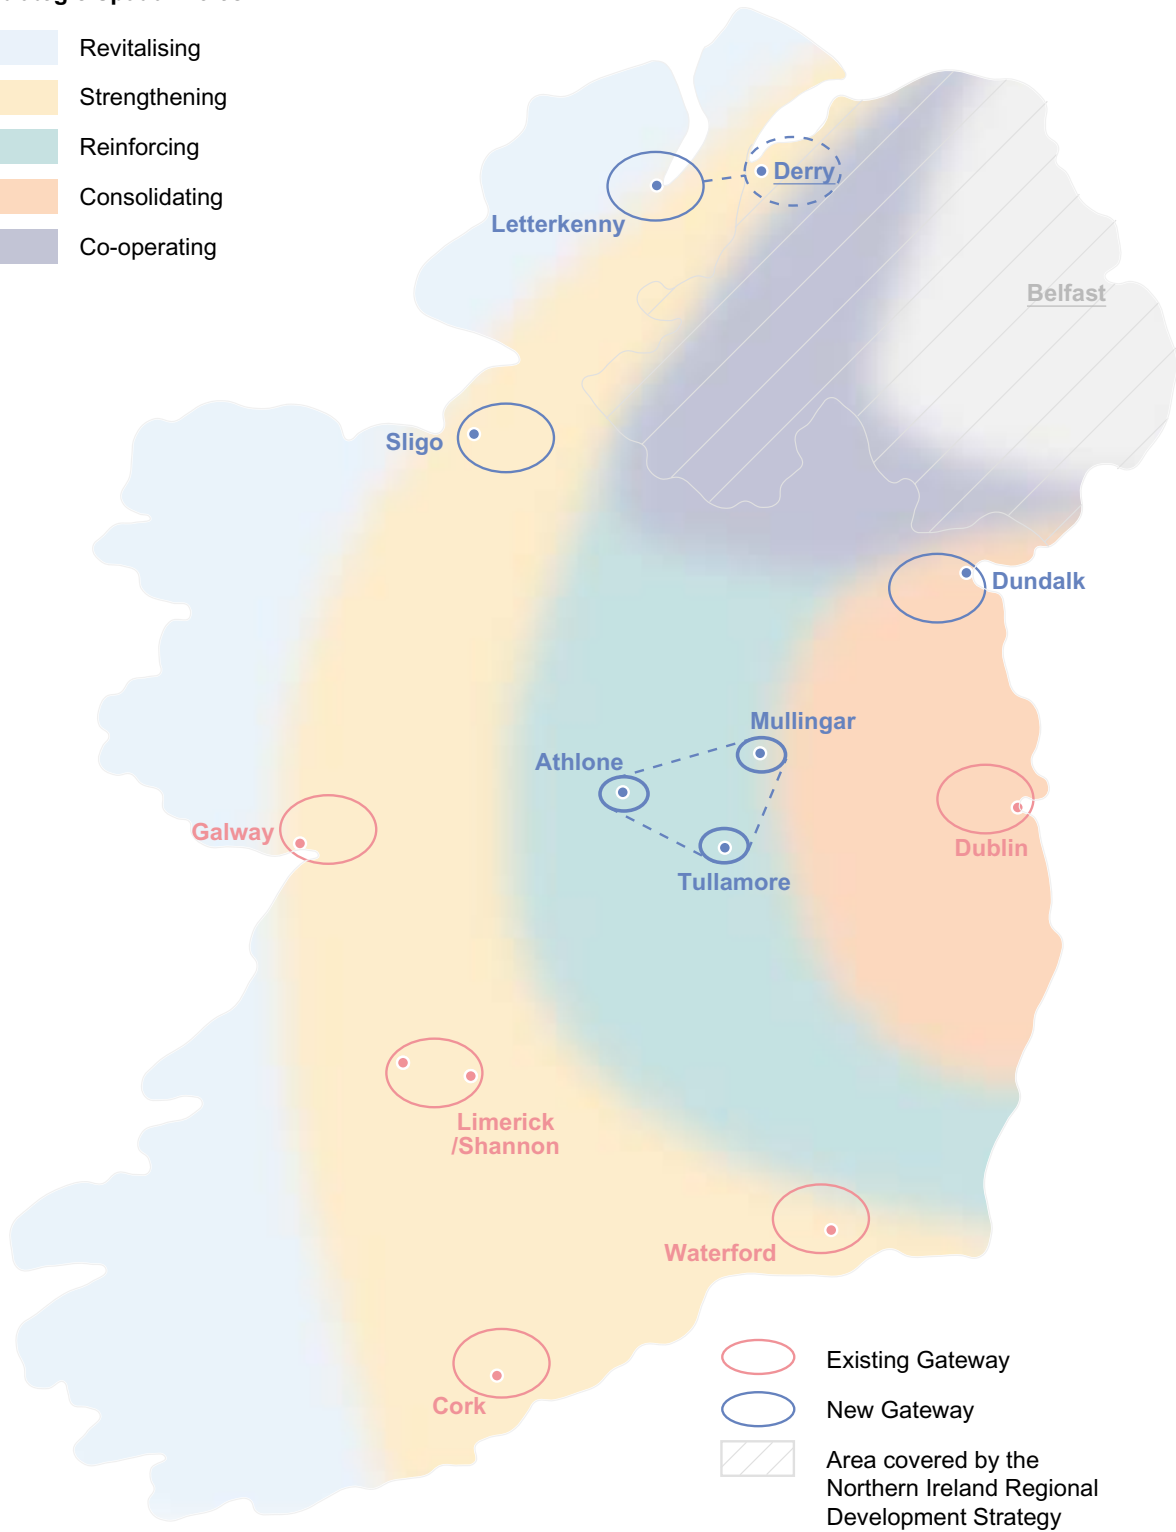 Revitalising
Strengthening
Reinforcing
Consolidating
Co-operating
Derry
Letterkenny
Belfast
Sligo
Dundalk
Mullingar
Athlone
Galway
Dublin
Tullamore
Limerick
/Shannon
Waterford
Cork
Existing Gateway
New Gateway
Area covered by the
Northern Ireland Regional
Development Strategy